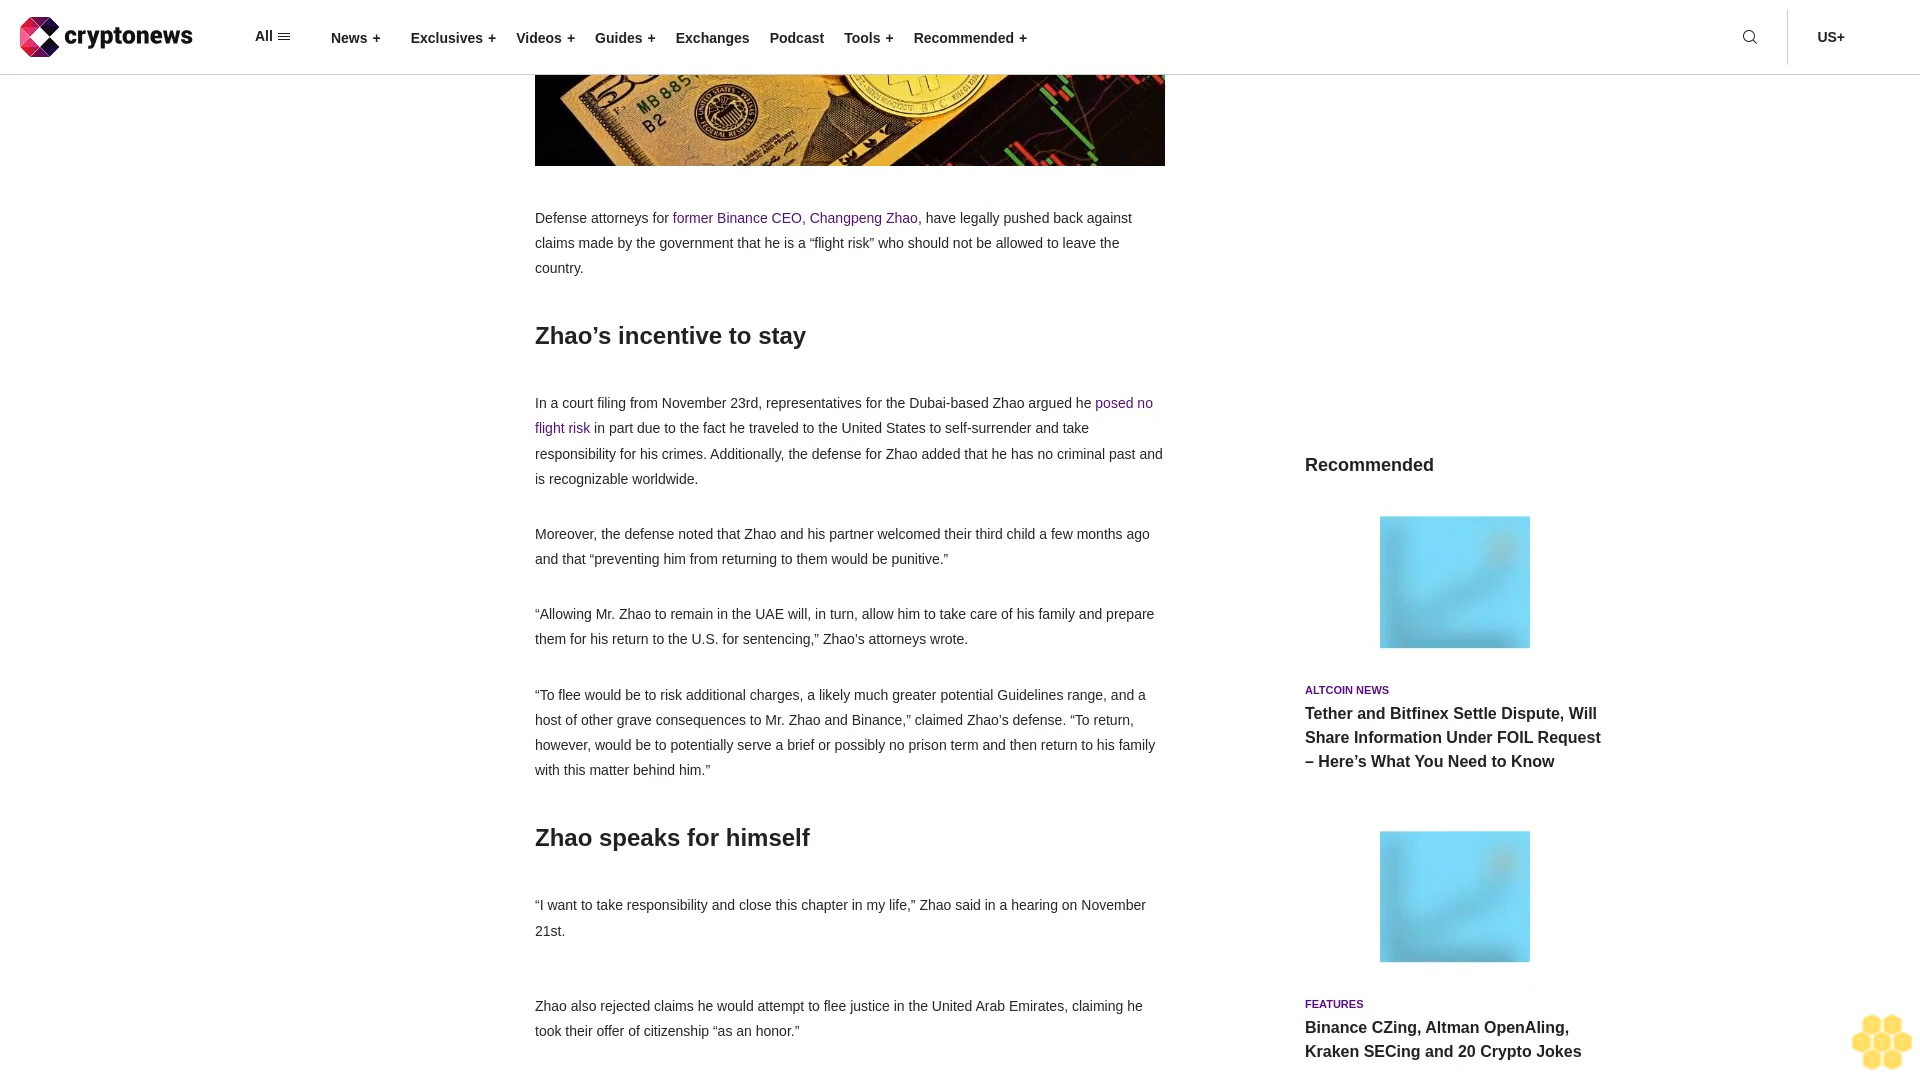 cryptonews
All
News +
Exclusives +
Videos +
Guides +
Exchanges
Podcast
Tools +
Recommended +
US+
MB 885
B2
BTC
Defense attorneys for former Binance CEO, Changpeng Zhao, have legally pushed back against
claims made by the government that he is a “flight risk” who should not be allowed to leave the
country.
Zhao’s incentive to stay
In a court filing from November 23rd, representatives for the Dubai-based Zhao argued he posed no
flight risk in part due to the fact he traveled to the United States to self-surrender and take
responsibility for his crimes. Additionally, the defense for Zhao added that he has no criminal past and
is recognizable worldwide.
Moreover, the defense noted that Zhao and his partner welcomed their third child a few months ago
and that “preventing him from returning to them would be punitive.”
“Allowing Mr. Zhao to remain in the UAE will, in turn, allow him to take care of his family and prepare
them for his return to the U.S. for sentencing,” Zhao’s attorneys wrote.
“To flee would be to risk additional charges, a likely much greater potential Guidelines range, and a
host of other grave consequences to Mr. Zhao and Binance,” claimed Zhao’s defense. “To return,
however, would be to potentially serve a brief or possibly no prison term and then return to his family
with this matter behind him.”
Zhao speaks for himself
“I want to take responsibility and close this chapter in my life,” Zhao said in a hearing on November
21st.
Zhao also rejected claims he would attempt to flee justice in the United Arab Emirates, claiming he
took their offer of citizenship “as an honor.”
Recommended
ALTCOIN NEWS
Tether and Bitfinex Settle Dispute, Will
Share Information Under FOIL Request
– Here’s What You Need to Know
FEATURES
Binance CZing, Altman OpenAIing,
Kraken SECing and 20 Crypto Jokes